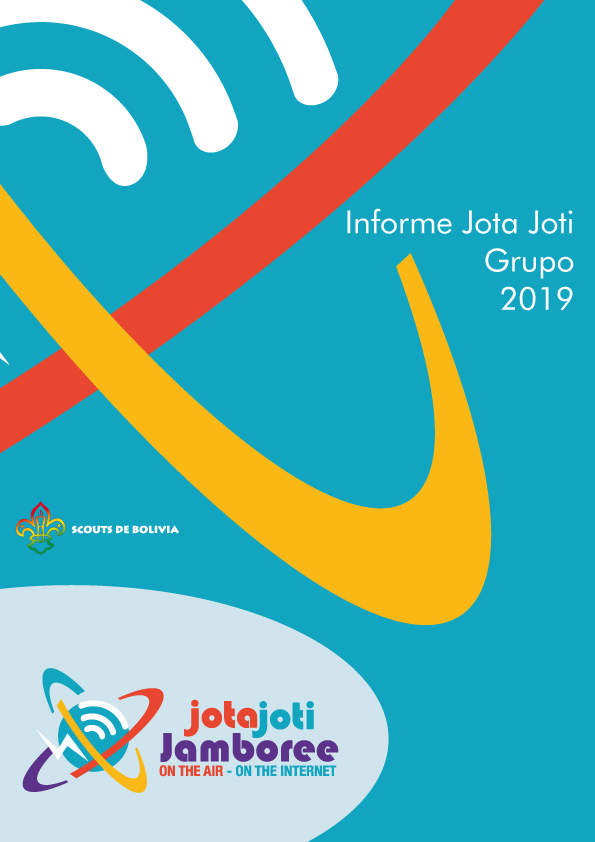 Informe Jota Joti
Grupo
2019
SCOUTS DE BOLIVIA
jotajoti
Jamboree
ON THE AIR - ON THE INTERNET